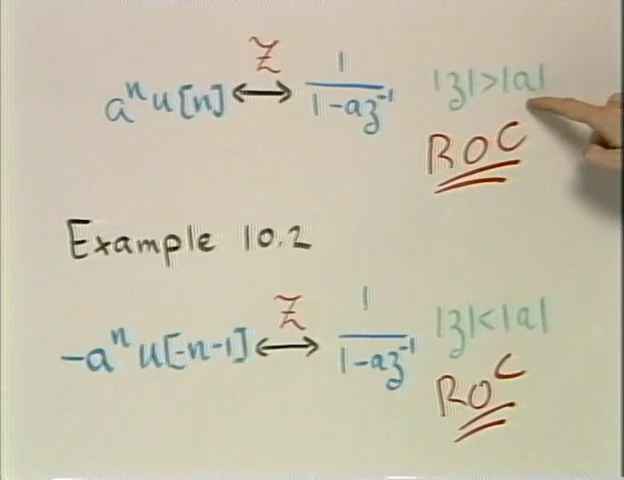 aⁿu[n] ⟷ᶻ 1/(1-az⁻¹) |z|>|a|
ROC
Example 10.2
-aⁿu[-n-1] ⟷ᶻ 1/(1-az⁻¹) |z|<|a|
ROC